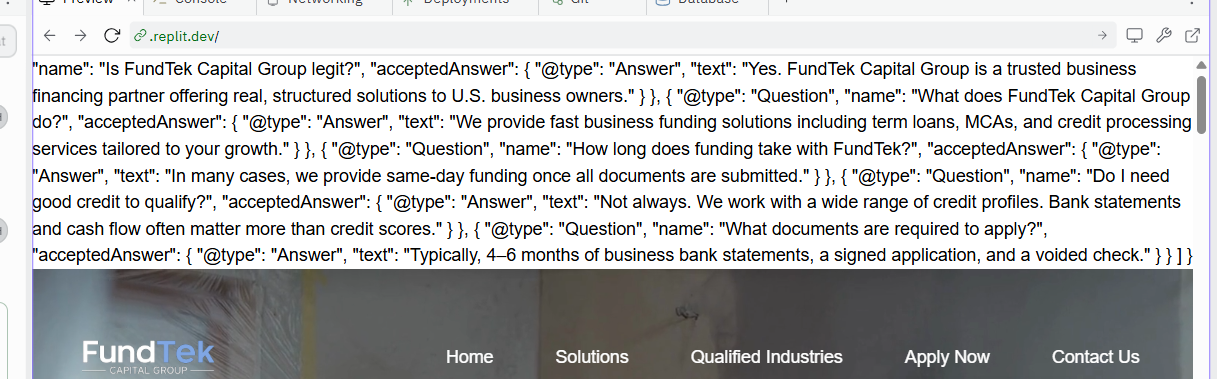 Preview
Console
Networking
Deployments
Git
Database
.replit.dev/
"name": "Is FundTek Capital Group legit?", "acceptedAnswer": { "@type": "Answer", "text": "Yes. FundTek Capital Group is a trusted business
financing partner offering real, structured solutions to U.S. business owners." } }, { "@type": "Question", "name": "What does FundTek Capital Group
do?", "acceptedAnswer": { "@type": "Answer", "text": "We provide fast business funding solutions including term loans, MCAs, and credit processing
services tailored to your growth." } }, { "@type": "Question", "name": "How long does funding take with FundTek?", "acceptedAnswer": { "@type":
"Answer", "text": "In many cases, we provide same-day funding once all documents are submitted." } }, { "@type": "Question", "name": "Do I need
good credit to qualify?", "acceptedAnswer": { "@type": "Answer", "text": "Not always. We work with a wide range of credit profiles. Bank statements
and cash flow often matter more than credit scores." } }, { "@type": "Question", "name": "What documents are required to apply?",
"acceptedAnswer": { "@type": "Answer", "text": "Typically, 4–6 months of business bank statements, a signed application, and a voided check." } } ] }
FundTek
CAPITAL GROUP
Home
Solutions
Qualified Industries
Apply Now
Contact Us